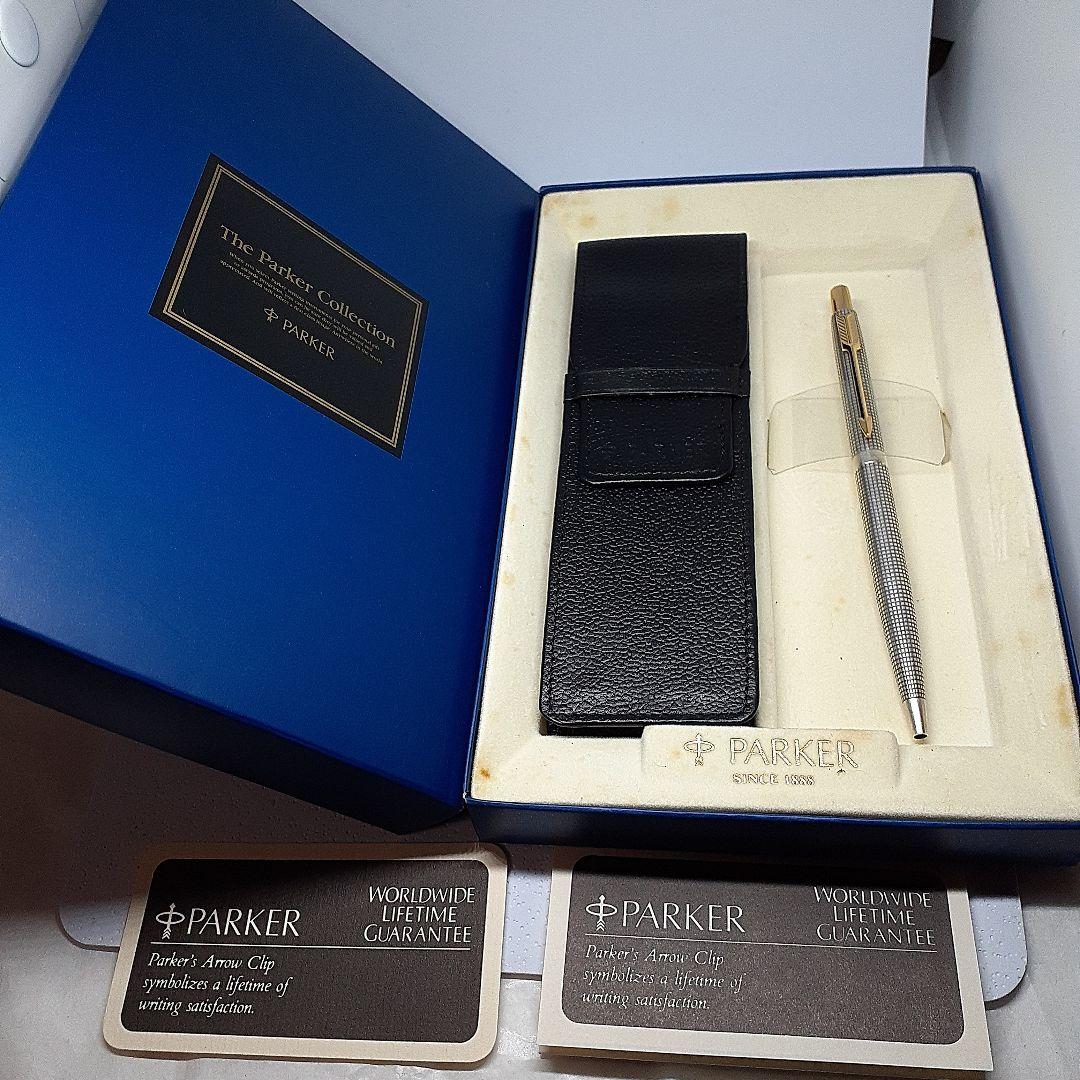 The Parker Collection
PARKER
PARKER
SINCE 1888
PARKER
WORLDWIDE
LIFETIME
GUARANTEE
Parker's Arrow Clip
symbolizes a lifetime of
writing satisfaction.
PARKER
WORLDWIDE
LIFETIME
GUARANTEE
Parker's Arrow Clip
symbolizes a lifetime of
writing satisfaction.